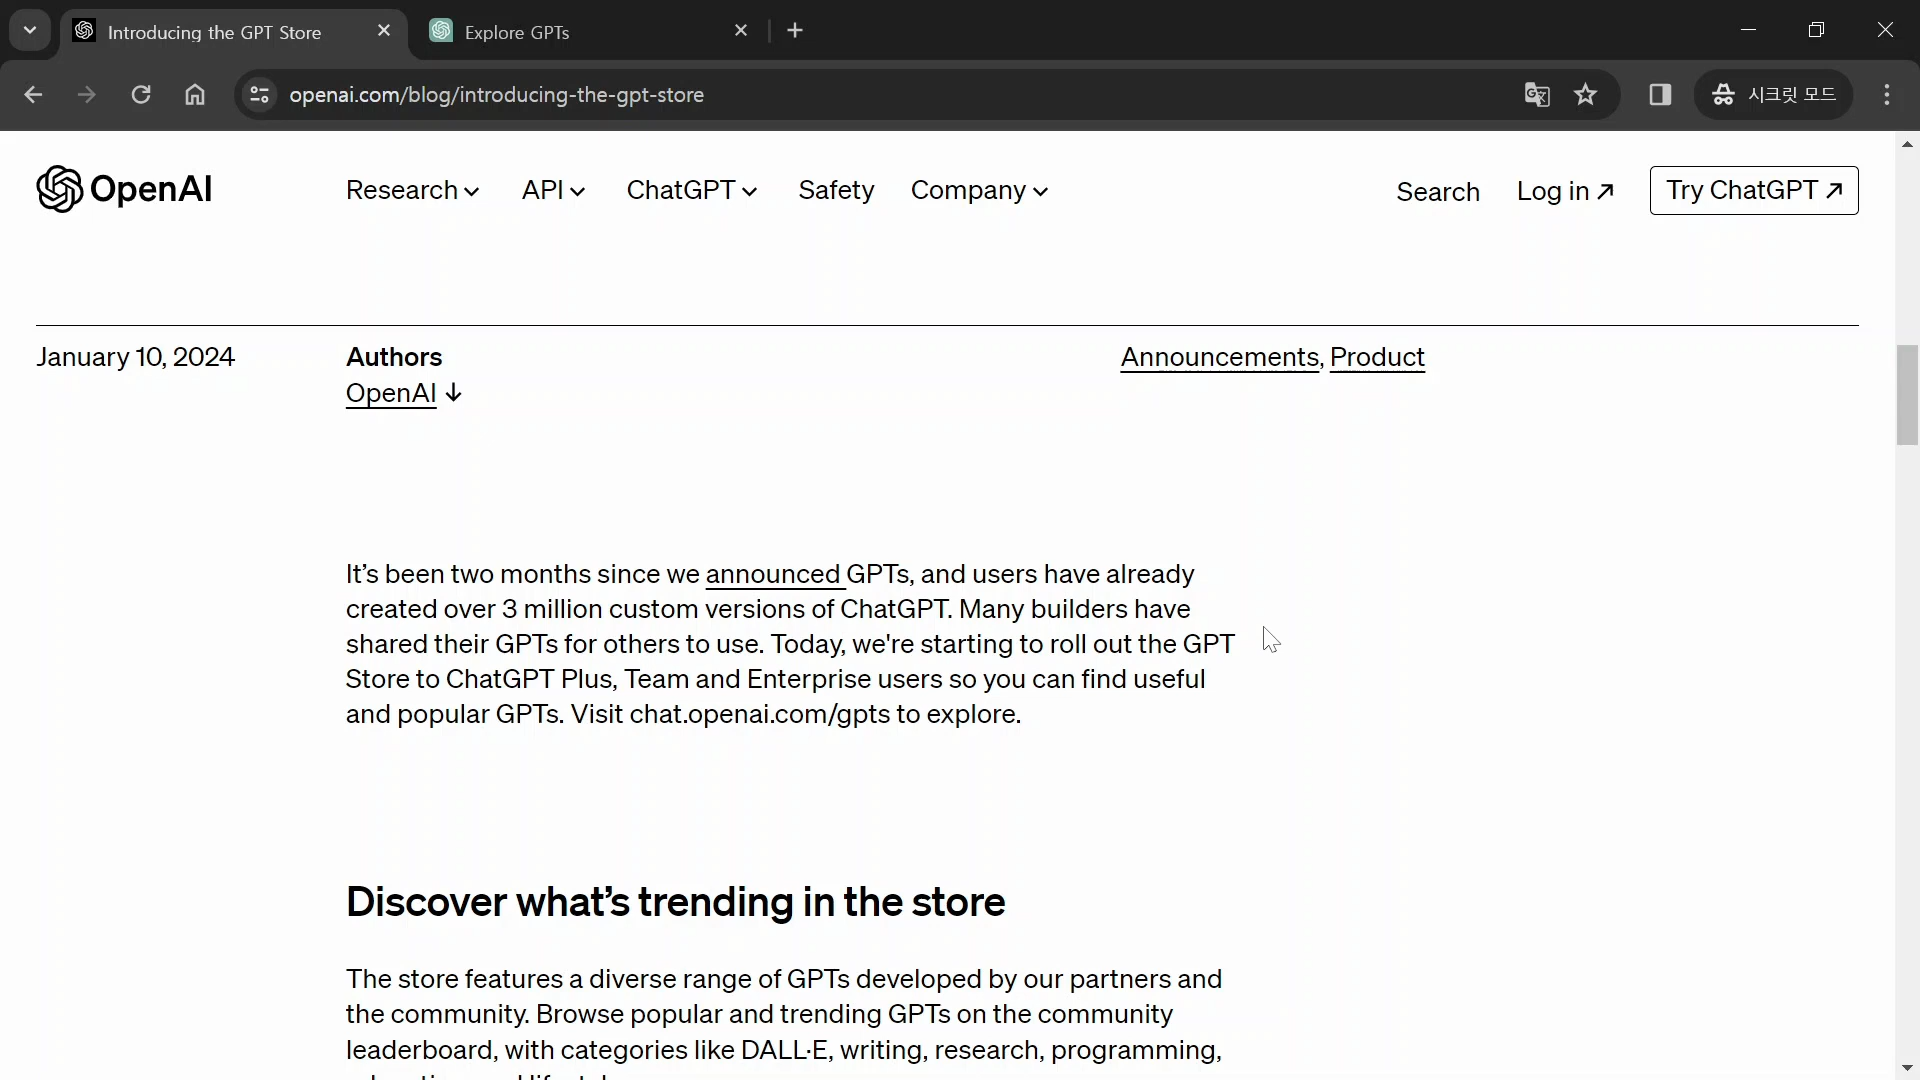 Introducing the GPT Store
Explore GPTs
openai.com/blog/introducing-the-gpt-store
시크릿 모드
OpenAI
Research
API
ChatGPT
Safety
Company
Search
Log in
Try ChatGPT
January 10, 2024
Authors
OpenAI
Announcements, Product
It’s been two months since we announced GPTs, and users have already
created over 3 million custom versions of ChatGPT. Many builders have
shared their GPTs for others to use. Today, we're starting to roll out the GPT
Store to ChatGPT Plus, Team and Enterprise users so you can find useful
and popular GPTs. Visit chat.openai.com/gpts to explore.
Discover what’s trending in the store
The store features a diverse range of GPTs developed by our partners and
the community. Browse popular and trending GPTs on the community
leaderboard, with categories like DALL·E, writing, research, programming,